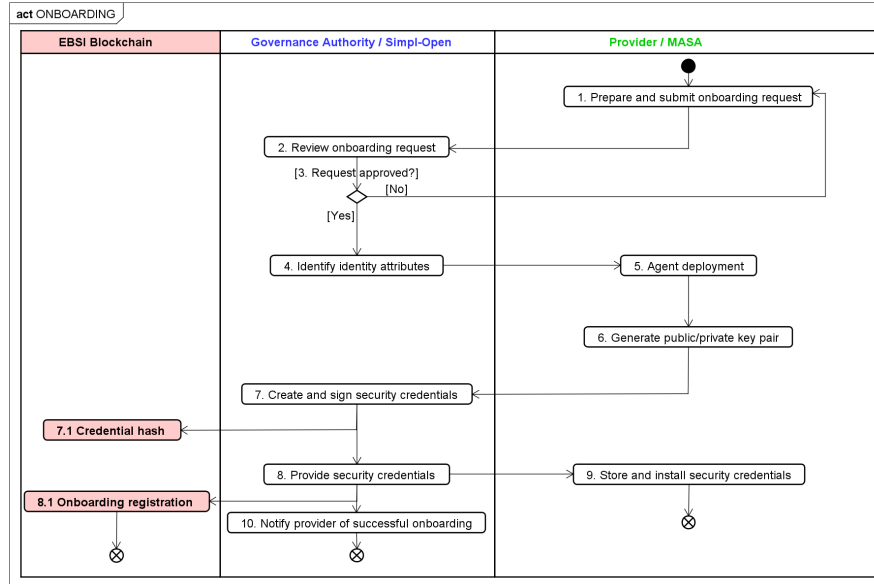 act ONBOARDING
EBSI Blockchain
Governance Authority / Simpl-Open
Provider / MASA
1. Prepare and submit onboarding request
2. Review onboarding request
[3. Request approved?]
[No]
[Yes]
4. Identify identity attributes
5. Agent deployment
6. Generate public/private key pair
7. Create and sign security credentials
7.1 Credential hash
8. Provide security credentials
9. Store and install security credentials
8.1 Onboarding registration
10. Notify provider of successful onboarding